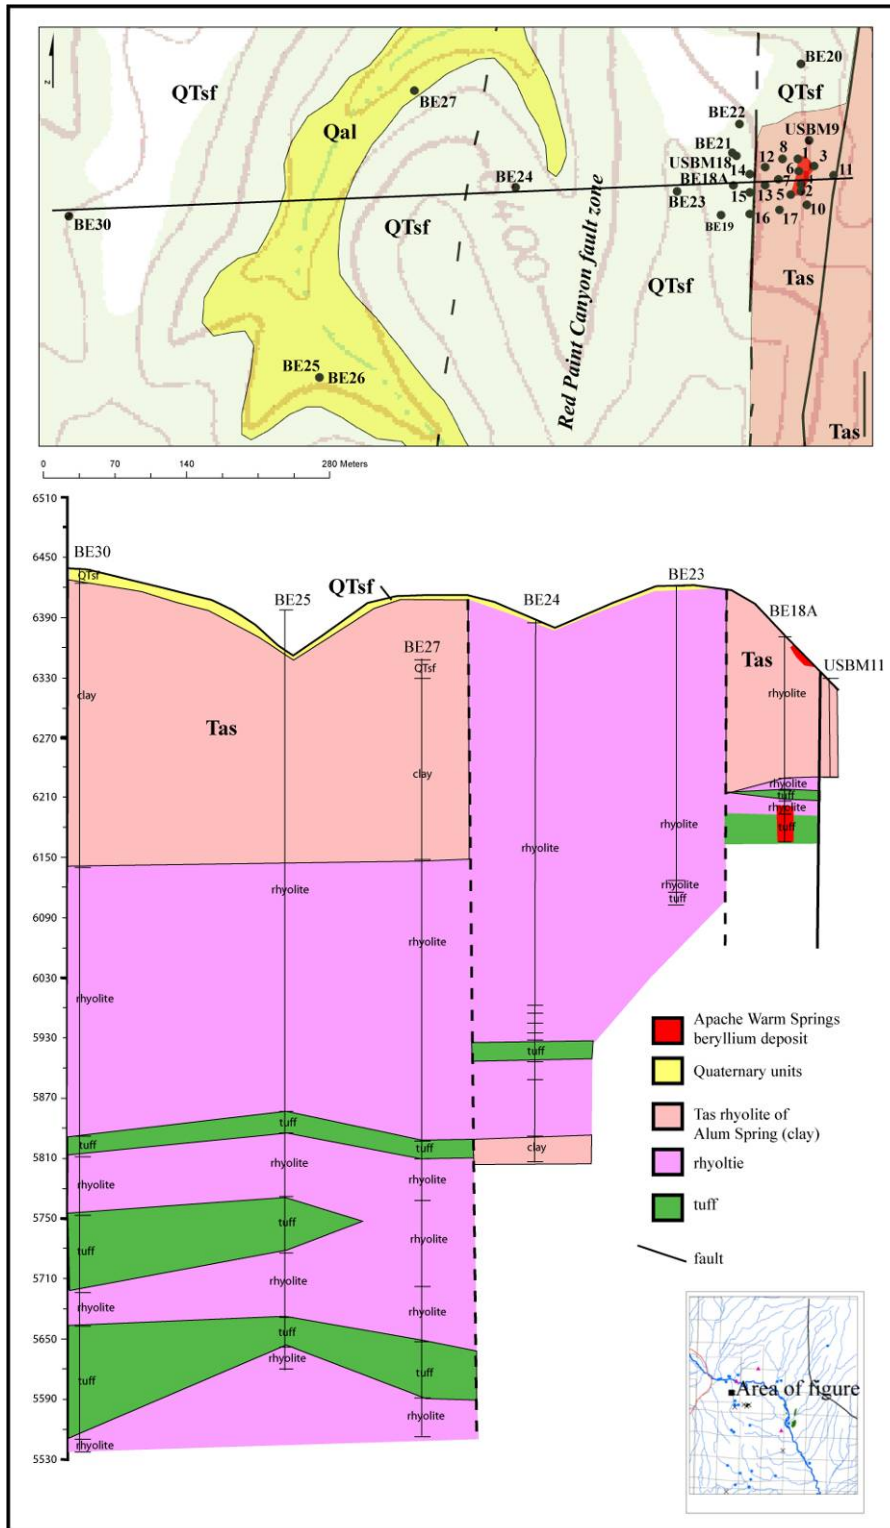 z
QTsf
BE27
Qal
BE20
QTsf
BE22
USBM9
BE21
8
1
3
USBM18
12
6
11
BE24
14
7
4
BE18A
13
5
2
BE23
15
10
BE30
QTsf
BE19
16
17
1400
QTsf
Tas
Red Paint Canyon fault zone
BE25
BE26
Tas
0 70 140 280 Meters
6510
6450
6390
6330
6270
6210
6150
6090
6030
5930
5870
5810
5750
5710
5650
5590
5530
BE30
QTsf
BE25
QTsf
BE24
BE23
BE18A
BE27
QTsf
Tas
USBM11
clay
rhyolite
Tas
clay
rhyolite
tuff
rhyolite
tuff
rhyolite
rhyolite
rhyolite
rhyolite
tuff
rhyolite
rhyolite
tuff
tuff
tuff
tuff
clay
rhyolite
rhyolite
rhyolite
tuff
tuff
rhyolite
rhyolite
rhyolite
rhyolite
tuff
tuff
rhyolite
tuff
rhyolite
rhyolite
Apache Warm Springs
beryllium deposit
Quaternary units
Tas rhyolite of
Alum Spring (clay)
rhyoltie
tuff
fault
Area of figure